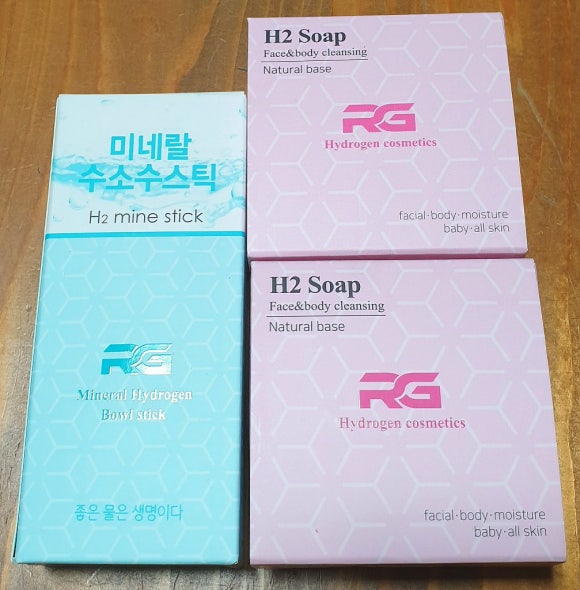 미네랄
수소수스틱
H2 mine stick
RG
Mineral Hydrogen
Bowl stick
좋은 물은 생명이다
H2 Soap
Face&body cleansing
Natural base
RG
Hydrogen cosmetics
facial·body·moisture
baby·all skin
H2 Soap
Face&body cleansing
Natural base
RG
Hydrogen cosmetics
facial·body·moisture
baby·all skin